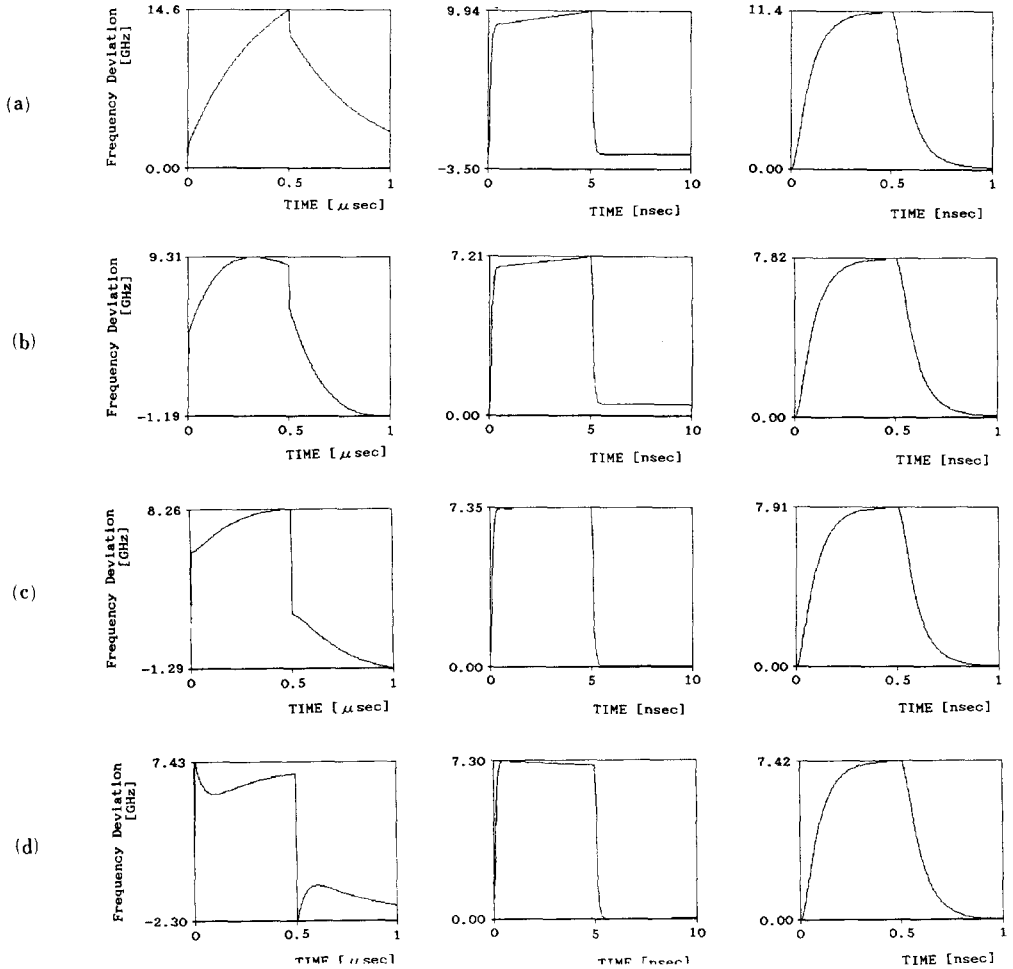 (a)
Frequency Deviation
[GHz]
14.6
0.00
0 0.5 1
TIME [μsec]
9.94
-3.50
0 5 10
TIME [nsec]
11.4
0.00
0 0.5 1
TIME [nsec]
(b)
Frequency Deviation
[GHz]
9.31
-1.19
0 0.5 1
TIME [μsec]
7.21
0.00
0 5 10
TIME [nsec]
7.82
0.00
0 0.5 1
TIME [nsec]
(c)
Frequency Deviation
[GHz]
8.26
-1.29
0 0.5 1
TIME [μsec]
7.35
0.00
0 5 10
TIME [nsec]
7.91
0.00
0 0.5 1
TIME [nsec]
(d)
Frequency Deviation
[GHz]
7.43
-2.30
0 0.5 1
TIME [μsec]
7.30
0.00
0 5 10
TIME [nsec]
7.42
0.00
0 0.5 1
TIME [nsec]